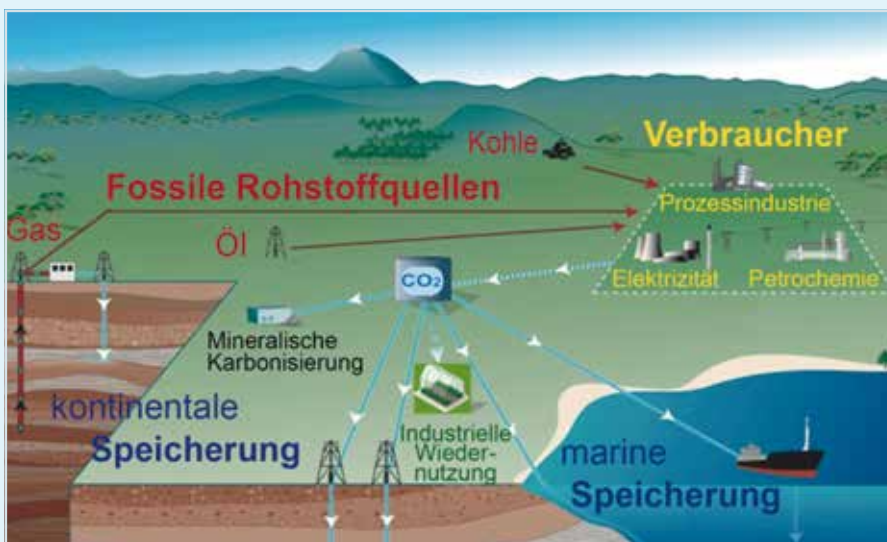 Kohle
Verbraucher
Fossile Rohstoffquellen
Prozessindustrie
Gas
Öl
Elektrizität
Petrochemie
CO₂
Mineralische
Karbonisierung
kontinentale
Speicherung
Industrielle
Wieder-
nutzung
marine
Speicherung